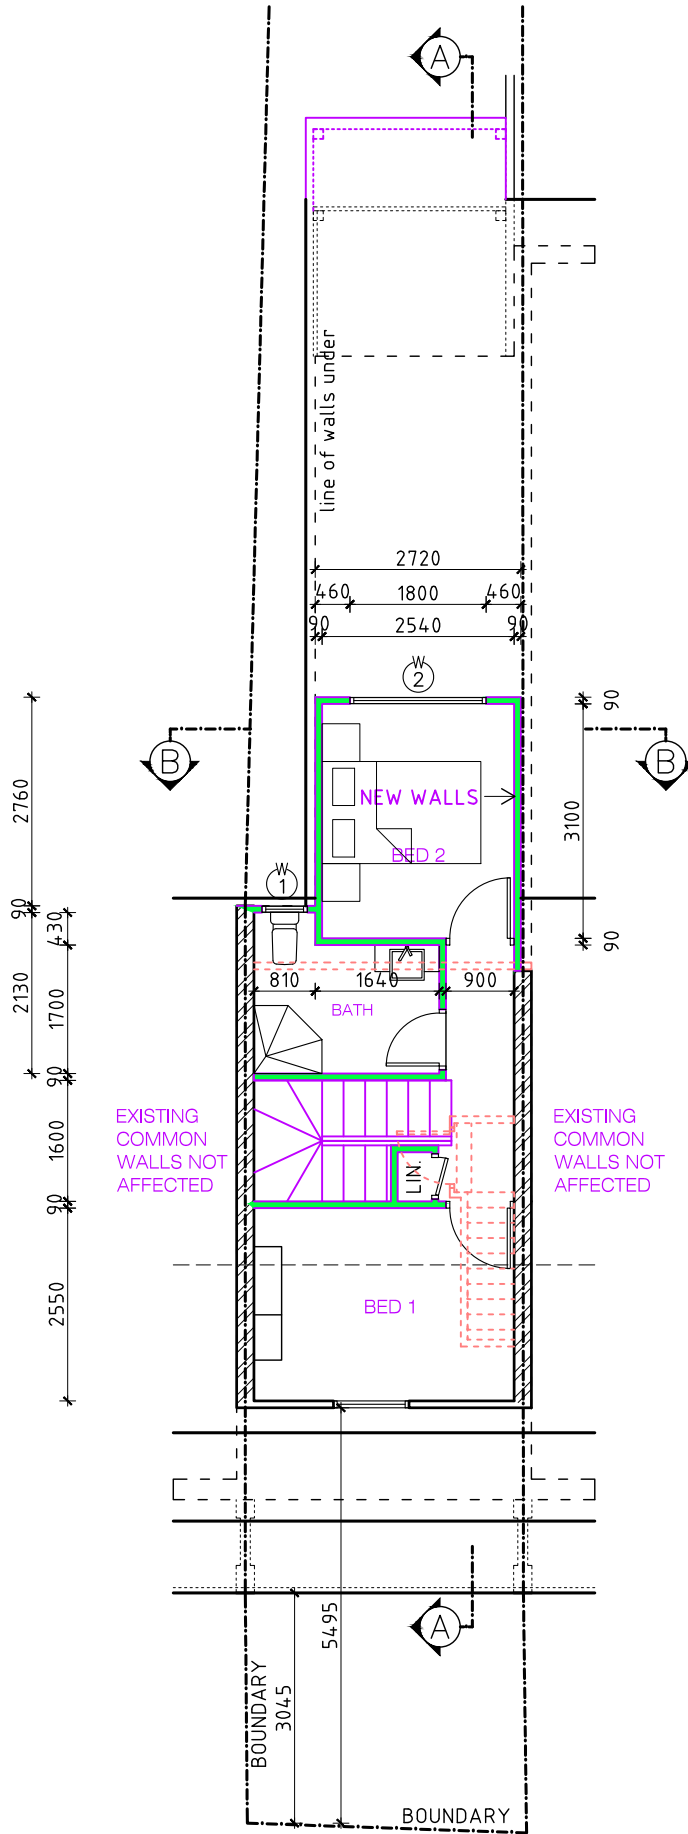 A
line of walls under
2720
460
1800
460
90
2540
90
W
2
90
B
B
2760
NEW WALLS
3100
BED 2
W
1
90
430
90
2130
1700
810
1640
900
BATH
90
EXISTING
COMMON
WALLS NOT
AFFECTED
1600
LIN.
EXISTING
COMMON
WALLS NOT
AFFECTED
90
2550
BED 1
5495
A
BOUNDARY
3045
BOUNDARY